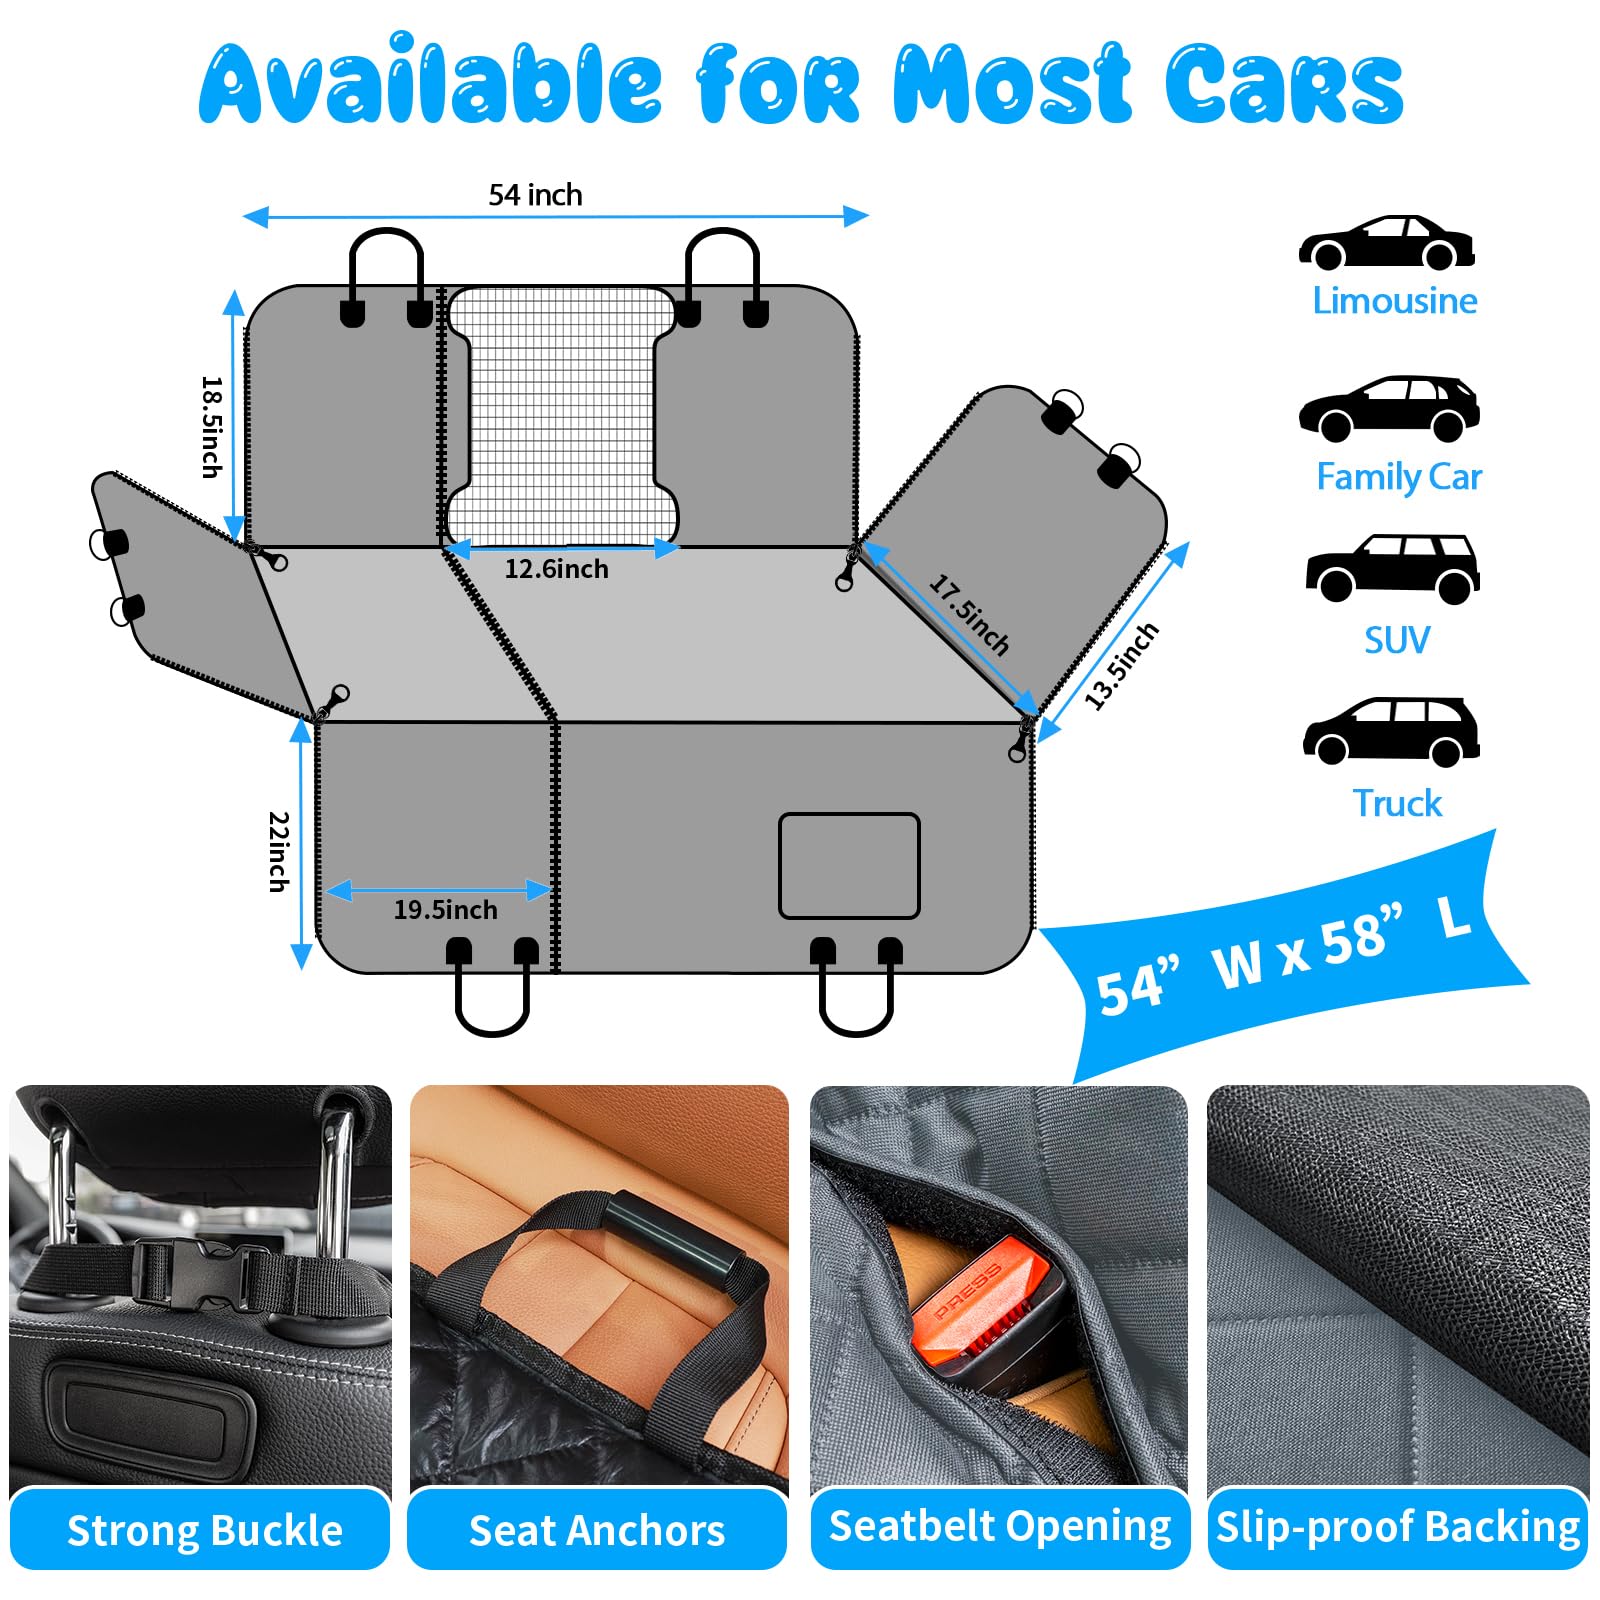 Available for Most Cars
54 inch
18.5inch
12.6inch
17.5inch
13.5inch
22inch
19.5inch
Limousine
Family Car
SUV
Truck
54” W x 58” L
PRESS
Strong Buckle
Seat Anchors
Seatbelt Opening
Slip-proof Backing